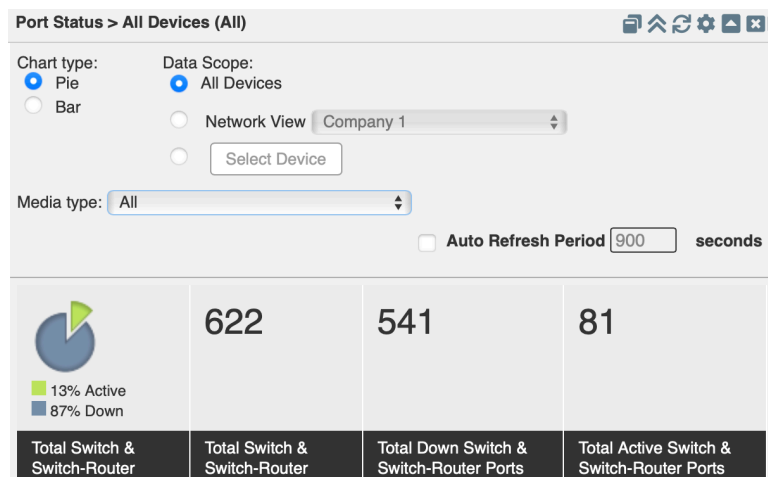 Port Status > All Devices (All)
Chart type:
Data Scope:
Pie
All Devices
Bar
Network View Company 1
Select Device
Media type: All
Auto Refresh Period 900 seconds
13% Active
87% Down
622
541
81
Total Switch &
Switch-Router
Total Switch &
Switch-Router
Total Down Switch &
Switch-Router Ports
Total Active Switch &
Switch-Router Ports